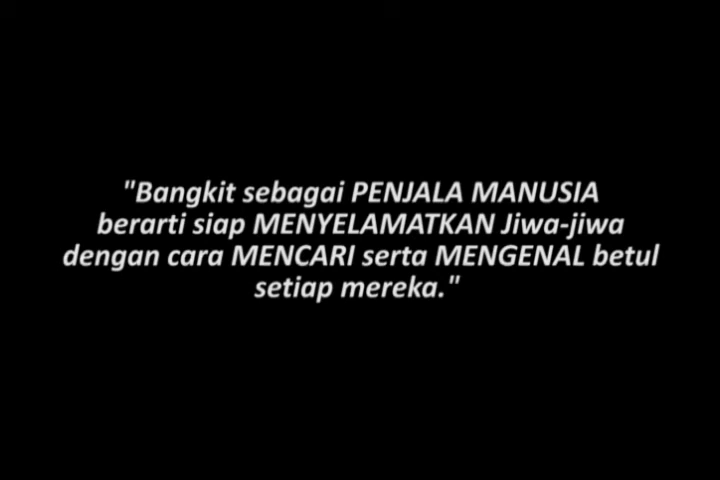 "Bangkit sebagai PENJALA MANUSIA
berarti siap MENYELAMATKAN Jiwa-jiwa
dengan cara MENCARI serta MENGENAL betul
setiap mereka."